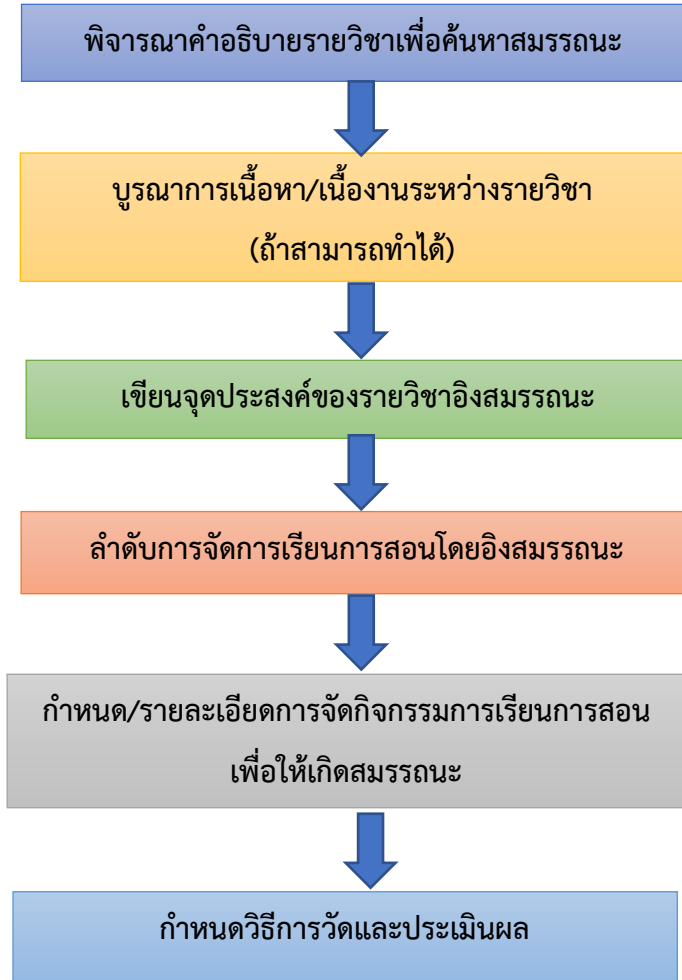 พิจารณาคำอธิบายรายวิชาเพื่อค้นหาสมรรถนะ
บูรณาการเนื้อหา/เนื้องานระหว่างรายวิชา
(ถ้าสามารถทำได้)
เขียนจุดประสงค์ของรายวิชาอิงสมรรถนะ
ลำดับการจัดการเรียนการสอนโดยอิงสมรรถนะ
กำหนด/รายละเอียดการจัดกิจกรรมการเรียนการสอน
เพื่อให้เกิดสมรรถนะ
กำหนดวิธีการวัดและประเมินผล